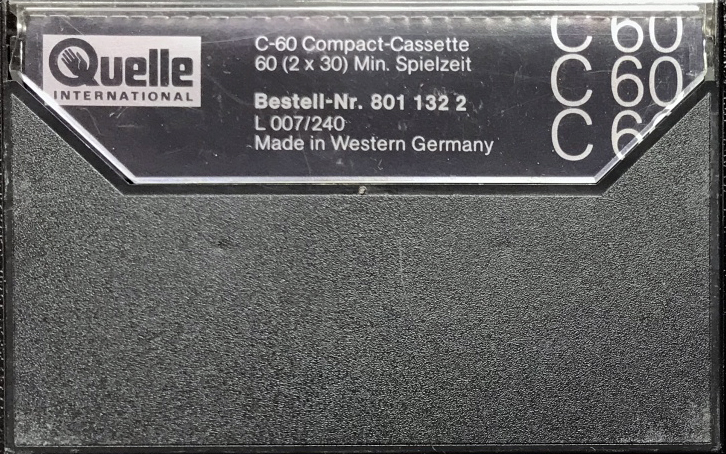 Quelle
INTERNATIONAL
C-60 Compact-Cassette
60 (2 x 30) Min. Spielzeit
Bestell-Nr. 801 132 2
L 007/240
Made in Western Germany
C 60
C 60
C 60